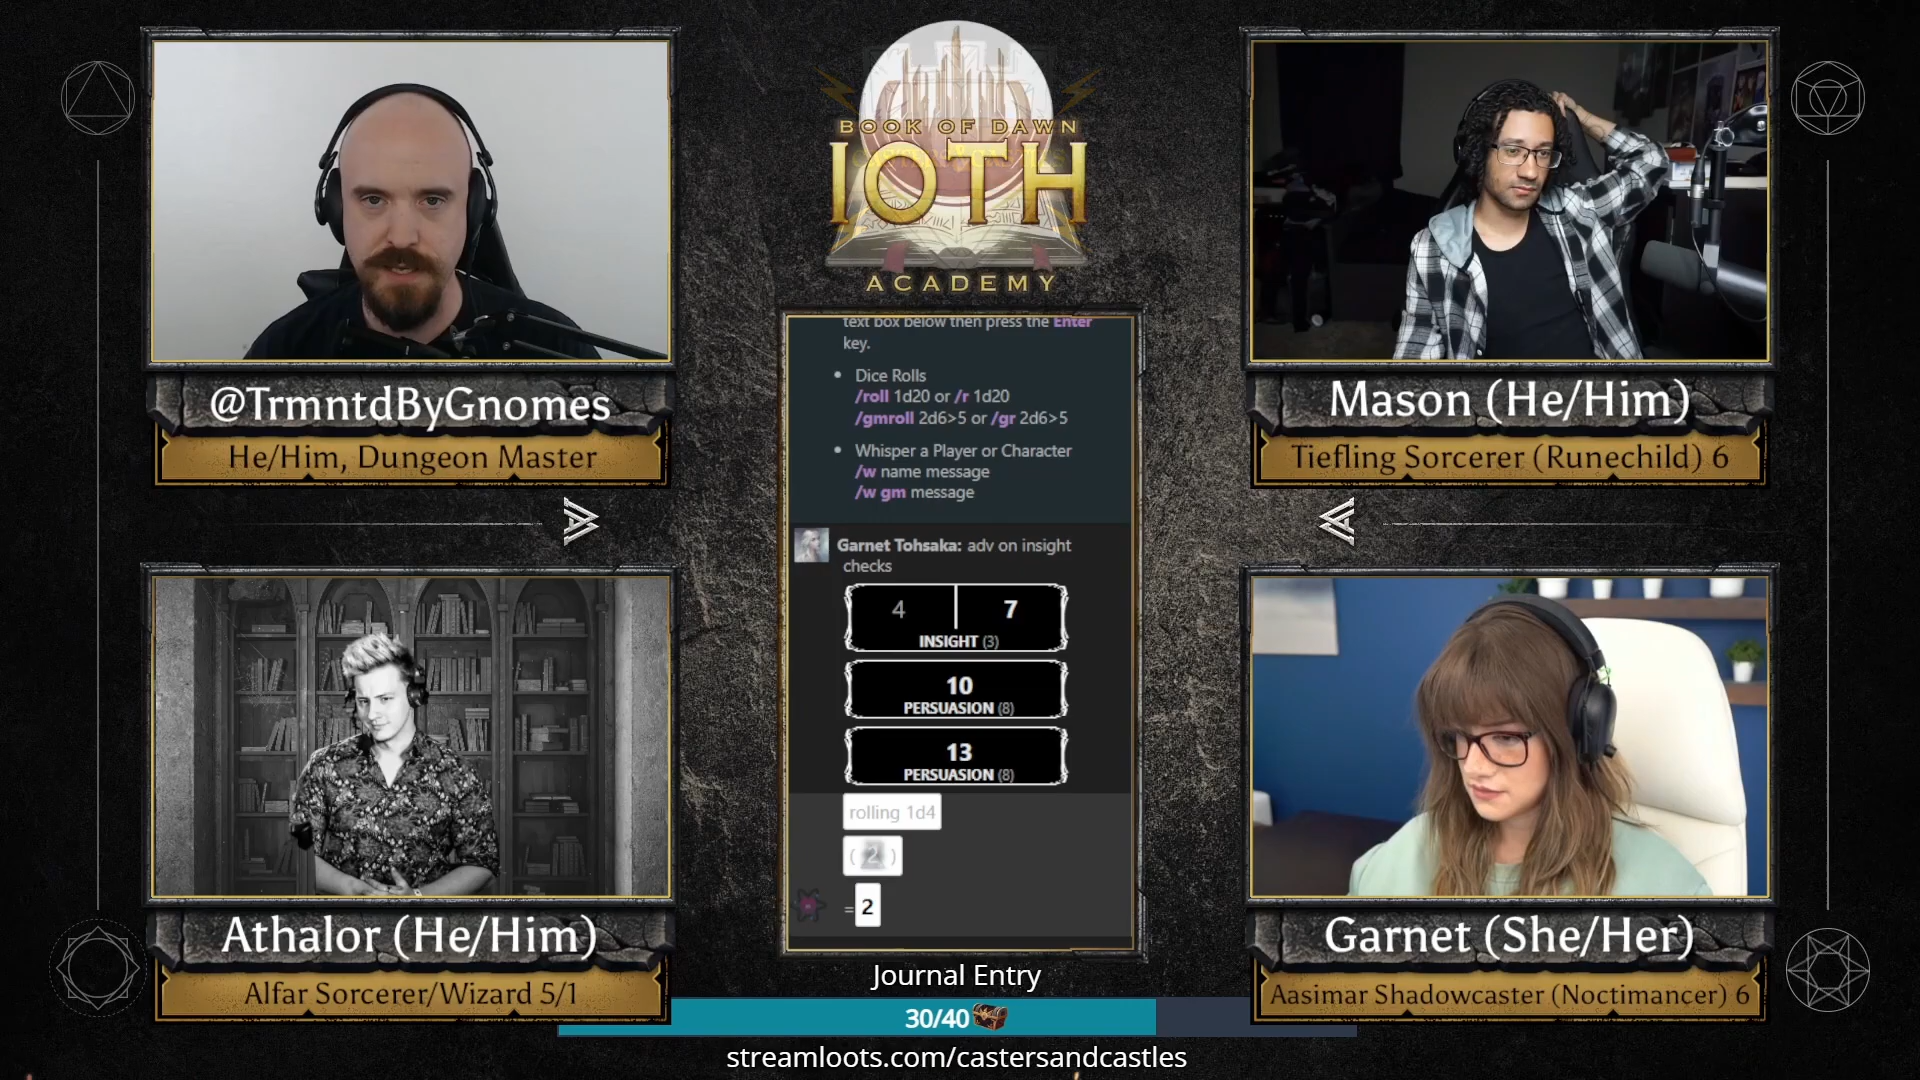 BOOK OF DAWN
IOTH
ACADEMY
@TrmntdByGnomes
He/Him, Dungeon Master
Mason (He/Him)
Tiefling Sorcerer (Runechild) 6
text box below then press the Enter
key.
Dice Rolls
/roll 1d20 or /r 1d20
/gmroll 2d6>5 or /gr 2d6>5
Whisper a Player or Character
/w name message
/w gm message
Garnet Tohsaka: adv on insight
checks
4 7
INSIGHT (3)
10
PERSUASION (8)
13
PERSUASION (8)
rolling 1d4
( 2 )
=2
Athalor (He/Him)
Alfar Sorcerer/Wizard 5/1
Garnet (She/Her)
Aasimar Shadowcaster (Noctimancer) 6
Journal Entry
30/40
streamloots.com/castersandcastles